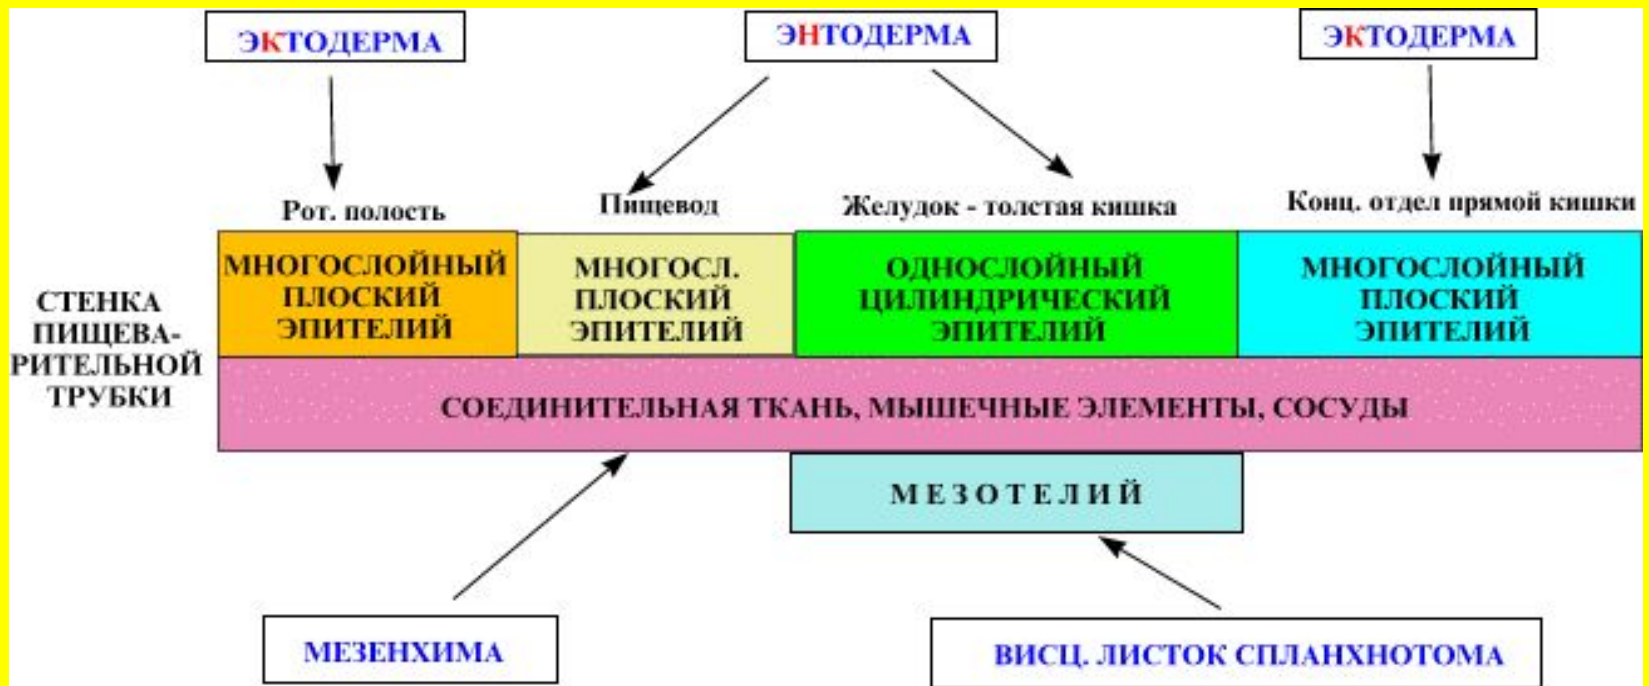 ЭКТОДЕРМА
ЭНТОДЕРМА
ЭКТОДЕРМА
Рот. полость
Пищевод
Желудок - толстая кишка
Конц. отдел прямой кишки
СТЕНКА
ПИЩЕВА-
РИТЕЛЬНОЙ
ТРУБКИ
МНОГОСЛОЙНЫЙ
ПЛОСКИЙ
ЭПИТЕЛИЙ
МНОГОСЛ.
ПЛОСКИЙ
ЭПИТЕЛИЙ
ОДНОСЛОЙНЫЙ
ЦИЛИНДРИЧЕСКИЙ
ЭПИТЕЛИЙ
МНОГОСЛОЙНЫЙ
ПЛОСКИЙ
ЭПИТЕЛИЙ
СОЕДИНИТЕЛЬНАЯ ТКАНЬ, МЫШЕЧНЫЕ ЭЛЕМЕНТЫ, СОСУДЫ
М Е З О Т Е Л И Й
МЕЗЕНХИМА
ВИСЦ. ЛИСТОК СПЛАНХНОТОМА